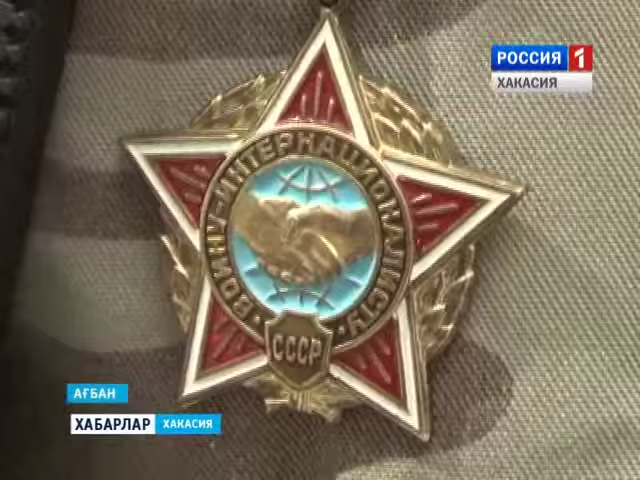 РОССИЯ 1
ХАКАСИЯ
ВОИНУ-ИНТЕРНАЦИОНАЛИСТУ
СССР
АҒБАН
ХАБАРЛАР ХАКАСИЯ